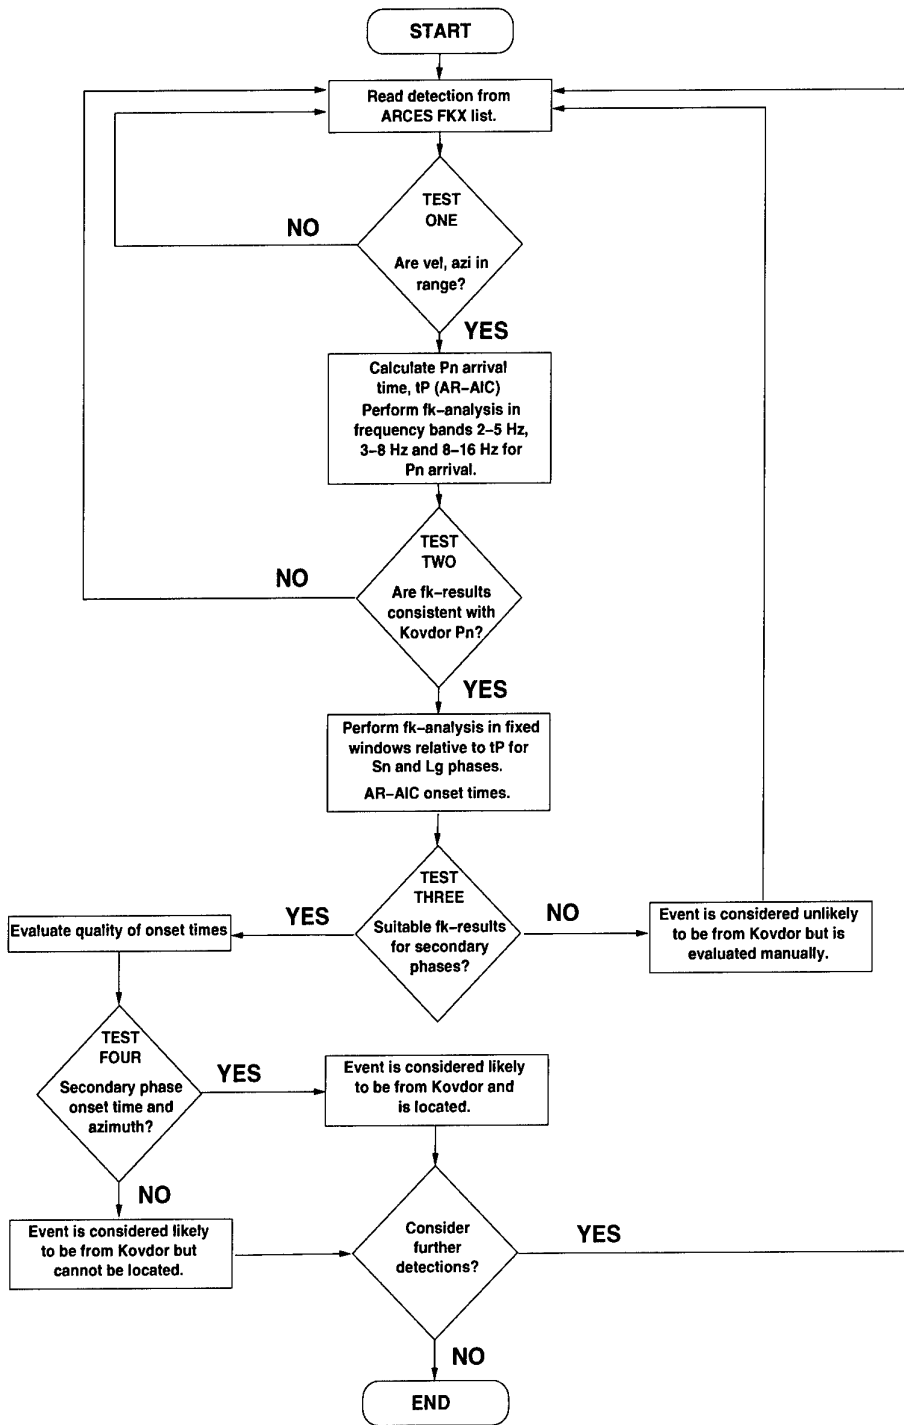 START
Read detection from
ARCES FKX list.
TEST
ONE
NO
Are vel, azi in
range?
YES
Calculate Pn arrival
time, tP (AR−AIC)
Perform fk−analysis in
frequency bands 2−5 Hz,
3−8 Hz and 8−16 Hz for
Pn arrival.
TEST
TWO
NO
Are fk−results
consistent with
Kovdor Pn?
YES
Perform fk−analysis in fixed
windows relative to tP for
Sn and Lg phases.
AR−AIC onset times.
TEST
THREE
YES
NO
Suitable fk−results
for secondary
phases?
Evaluate quality of onset times
Event is considered unlikely
to be from Kovdor but is
evaluated manually.
TEST
FOUR
YES
Secondary phase
onset time and
azimuth?
Event is considered likely
to be from Kovdor and
is located.
NO
Event is considered likely
to be from Kovdor but
cannot be located.
Consider
further
detections?
YES
NO
END